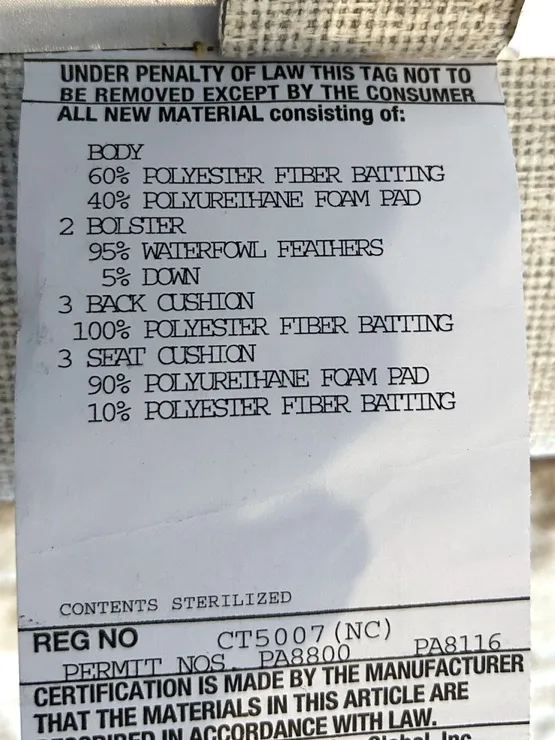 UNDER PENALTY OF LAW THIS TAG NOT TO
BE REMOVED EXCEPT BY THE CONSUMER
ALL NEW MATERIAL consisting of:
BODY
60% POLYESTER FIBER BATTING
40% POLYURETHANE FOAM PAD
2 BOLSTER
95% WATERFOWL FEATHERS
5% DOWN
3 BACK CUSHION
100% POLYESTER FIBER BATTING
3 SEAT CUSHION
90% POLYURETHANE FOAM PAD
10% POLYESTER FIBER BATTING
CONTENTS STERILIZED
REG NO CT5007(NC)
PERMIT NOS. PA8800 PA8116
CERTIFICATION IS MADE BY THE MANUFACTURER
THAT THE MATERIALS IN THIS ARTICLE ARE
DESCRIBED IN ACCORDANCE WITH LAW.
Global, Inc.